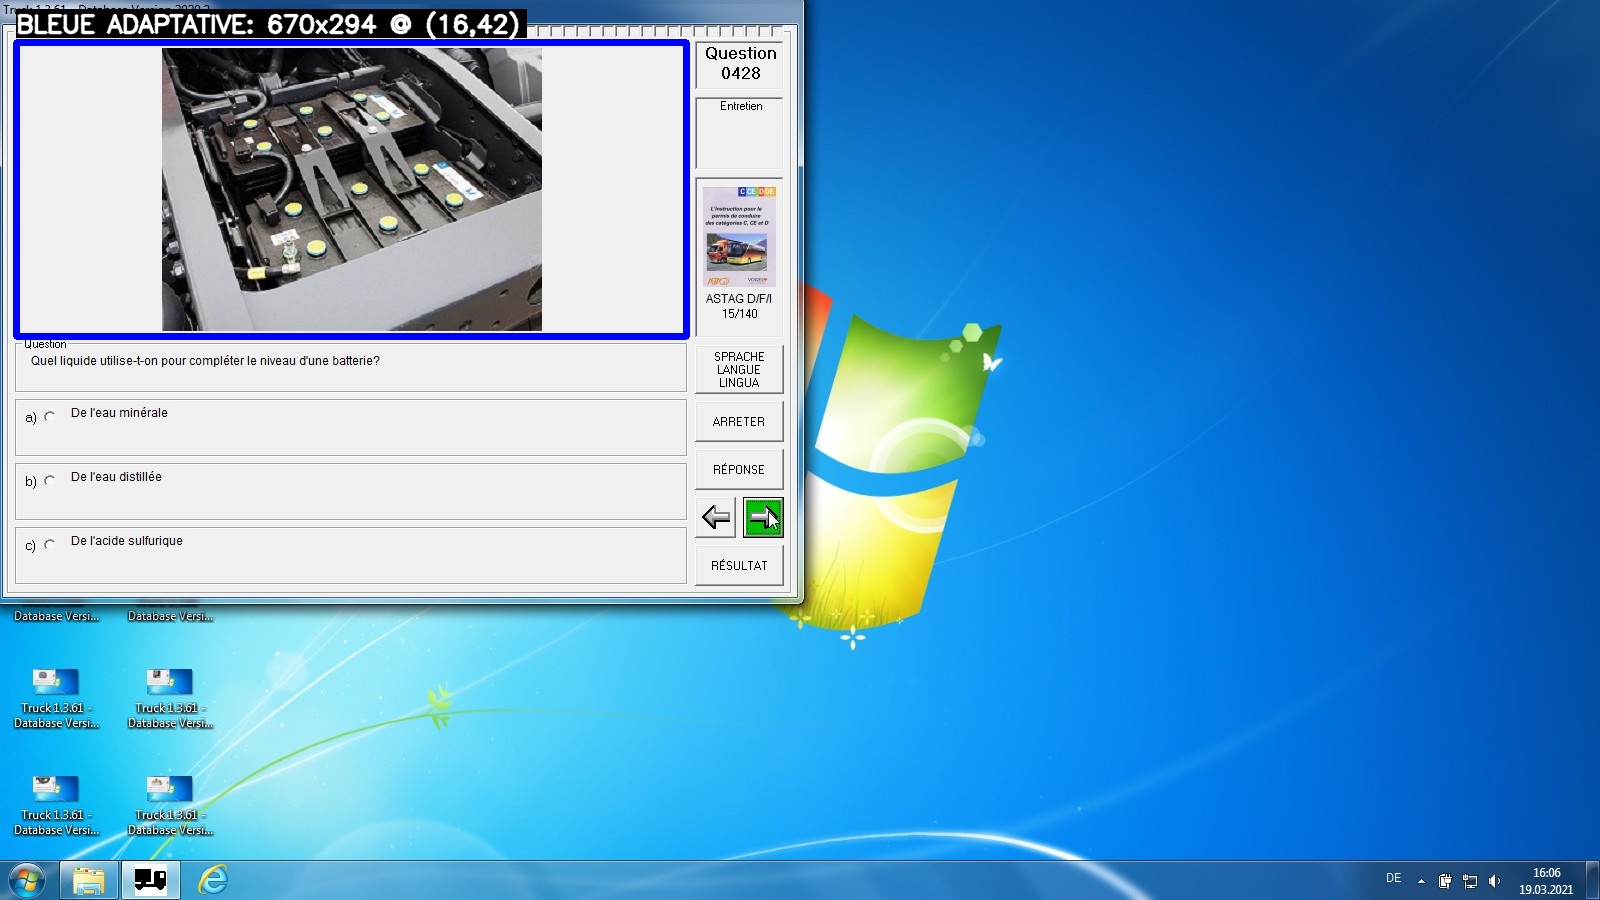 BLEUE ADAPTATIVE: 670x294 @ (16,42)
Question
0428
Entretien
C CE D DE
L'instruction pour le
permis de conduire
des catégories C, CE et D
ASTAG D/F/I
15/140
Question
Quel liquide utilise-t-on pour compléter le niveau d'une batterie?
SPRACHE
LANGUE
LINGUA
a) De l'eau minérale
ARRETER
b) De l'eau distillée
RÉPONSE
c) De l'acide sulfurique
RÉSULTAT
Database Versi...
Database Versi...
Truck 1.3.61 -
Database Versi...
Truck 1.3.61 -
Database Versi...
Truck 1.3.61 -
Database Versi...
Truck 1.3.61 -
Database Versi...
DE
16:06
19.03.2021